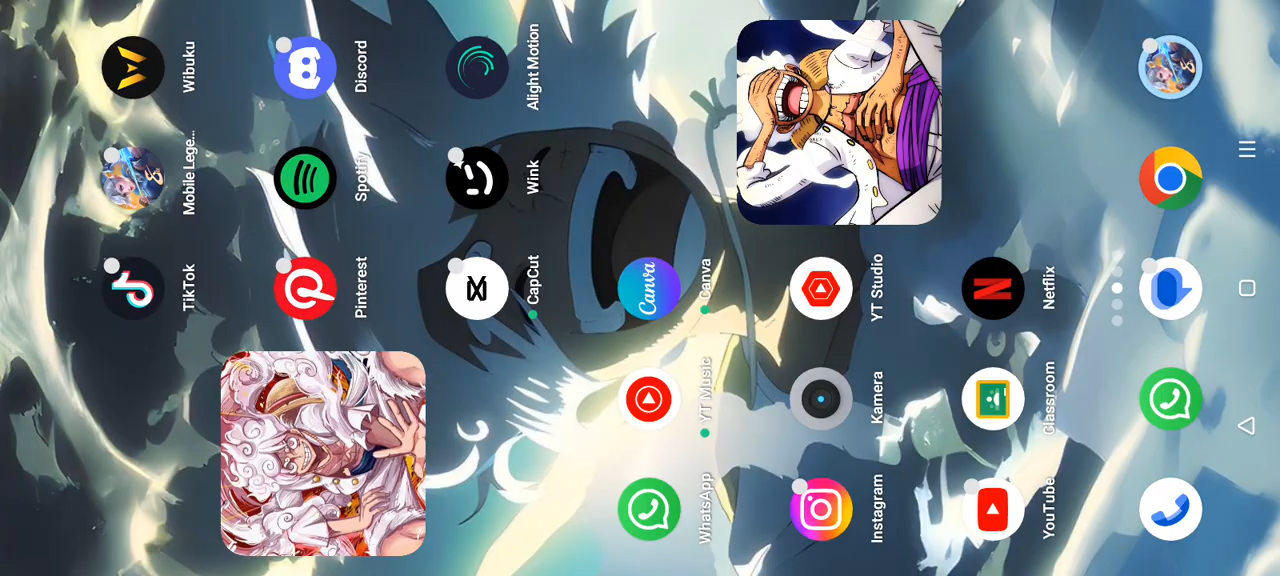 TikTok
Mobile Lege...
Wibuku
Pinterest
Spotify
Discord
CapCut
Wink
Alight Motion
Canva
WhatsApp
YT Music
Canva
Instagram
Kamera
YT Studio
YouTube
Classroom
Netflix